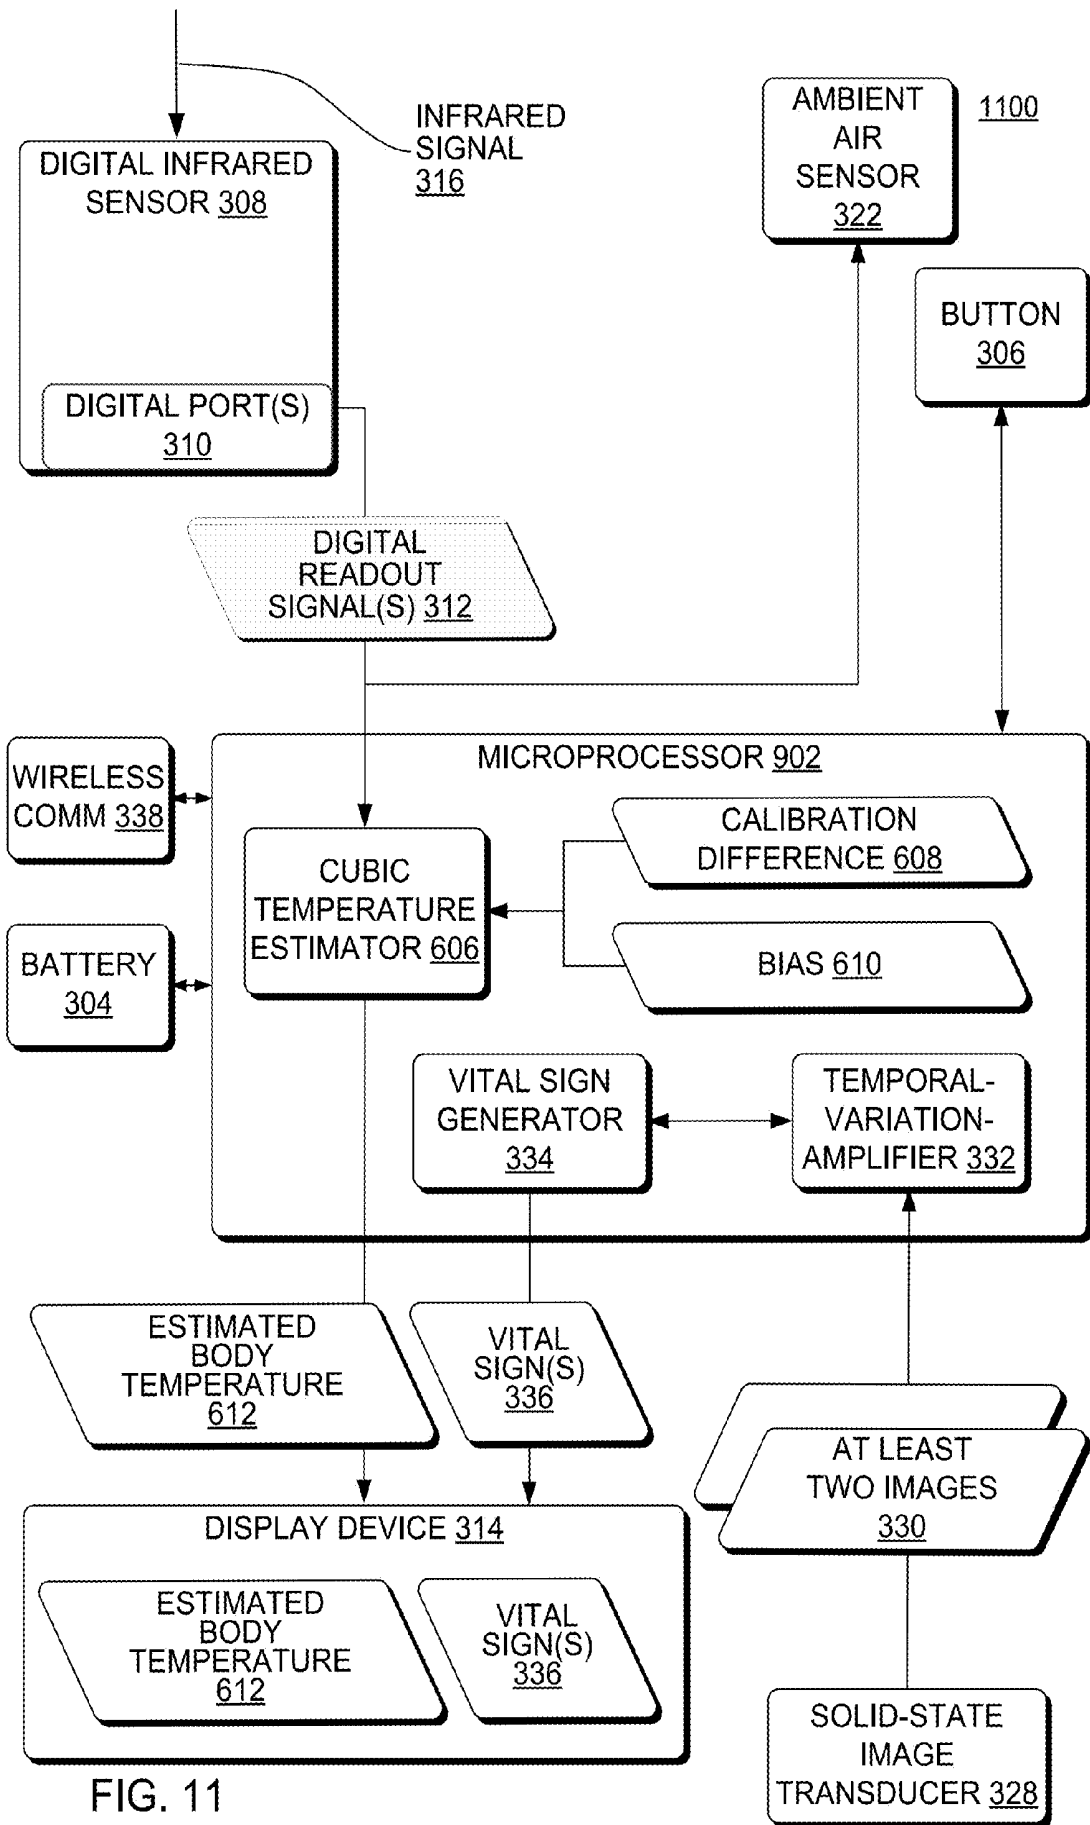 INFRARED
SIGNAL
316
AMBIENT
AIR
SENSOR
322
1100
DIGITAL INFRARED
SENSOR 308
BUTTON
306
DIGITAL PORT(S)
310
DIGITAL
READOUT
SIGNAL(S) 312
MICROPROCESSOR 902
WIRELESS
COMM 338
CALIBRATION
DIFFERENCE 608
CUBIC
TEMPERATURE
ESTIMATOR 606
BATTERY
304
BIAS 610
VITAL SIGN
GENERATOR
334
TEMPORAL-
VARIATION-
AMPLIFIER 332
ESTIMATED
BODY
TEMPERATURE
612
VITAL
SIGN(S)
336
AT LEAST
TWO IMAGES
330
DISPLAY DEVICE 314
ESTIMATED
BODY
TEMPERATURE
612
VITAL
SIGN(S)
336
SOLID-STATE
IMAGE
TRANSDUCER 328
FIG. 11